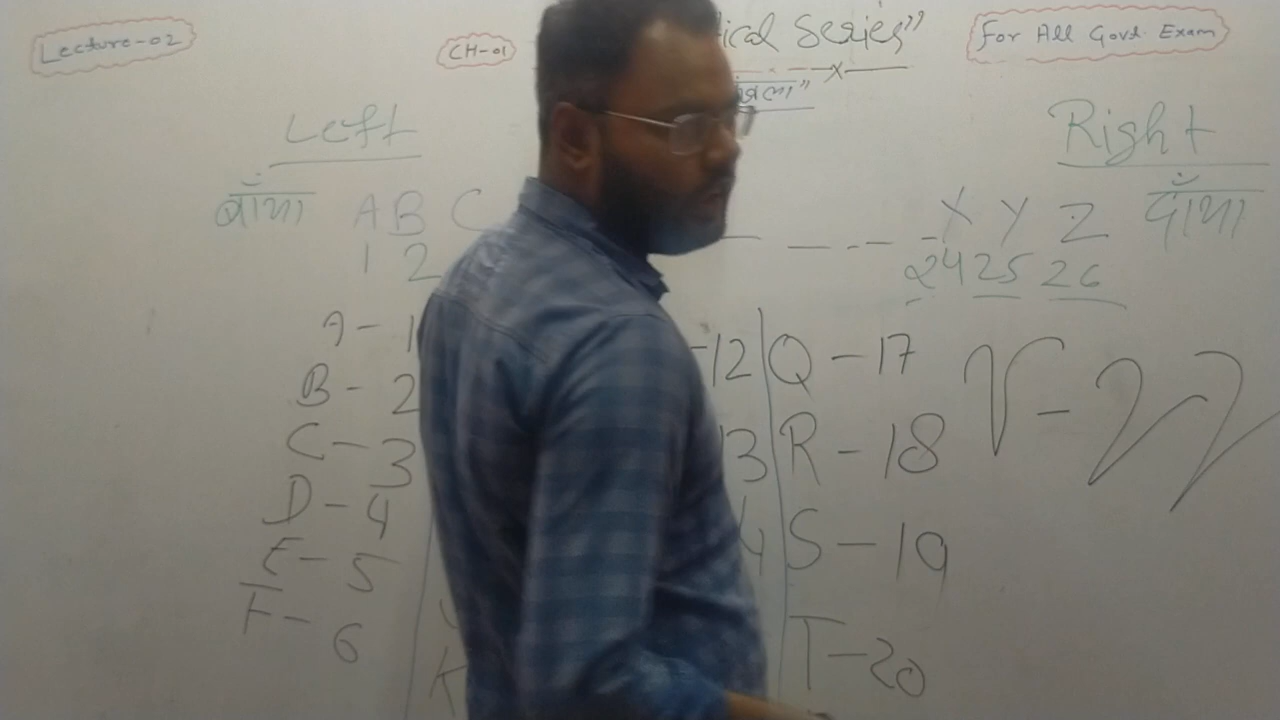 Lecture-02
CH-01
ical Series”
For All Govt Exam
Left
Right
बाँया
A B C
X Y Z
दाँया
1 2
24 25 26
A - 1
B - 2
C - 3
D - 4
E - 5
F - 6
K
-12
13
Q - 17
R - 18
S - 19
T - 20
V - 22